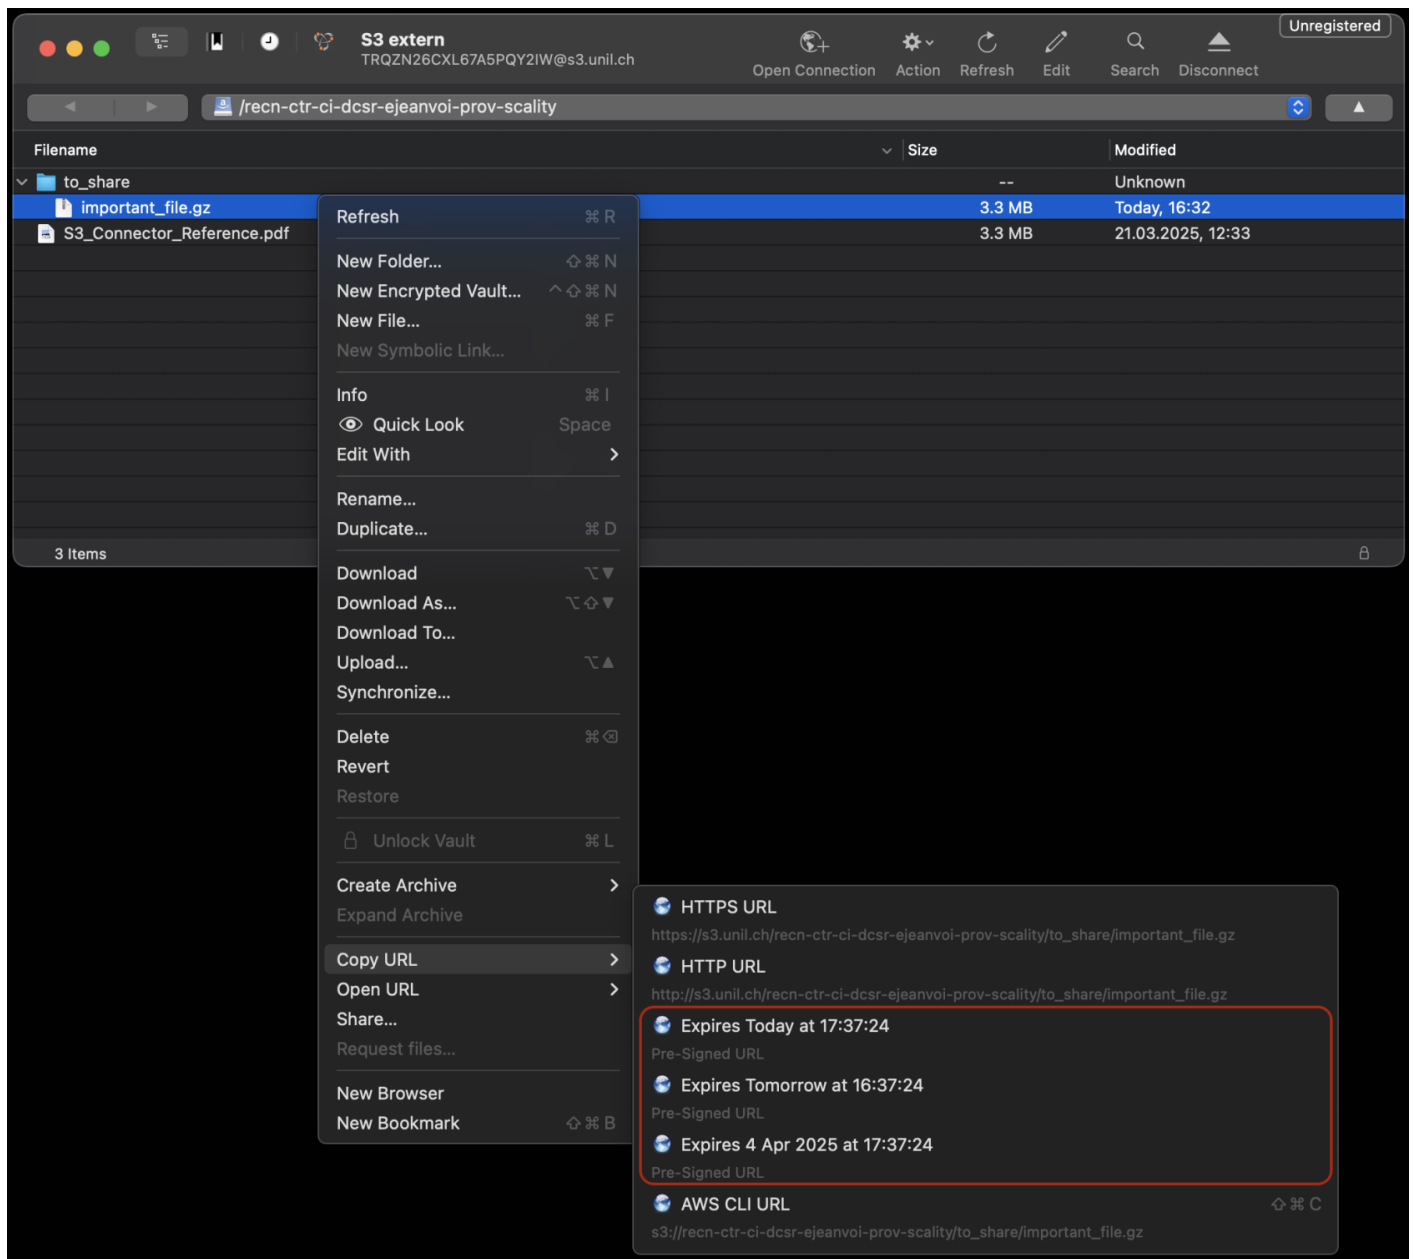 Unregistered
S3 extern
TRQZN26CXL67A5PQY2IW@s3.unil.ch
Open Connection
Action
Refresh
Edit
Search
Disconnect
/recn-ctr-ci-dcsr-ejeanvoi-prov-scality
Filename Size Modified
to_share -- Unknown
important_file.gz 3.3 MB Today, 16:32
S3_Connector_Reference.pdf 3.3 MB 21.03.2025, 12:33
3 Items
Refresh ⌘ R
New Folder... ⇧ ⌘ N
New Encrypted Vault... ^ ⇧ ⌘ N
New File... ⌘ F
New Symbolic Link...
Info ⌘ I
Quick Look Space
Edit With
Rename...
Duplicate... ⌘ D
Download ⌥ ▼
Download As... ⌥ ⇧ ▼
Download To...
Upload... ⌥ ▲
Synchronize...
Delete ⌘ ⌫
Revert
Restore
Unlock Vault ⌘ L
Create Archive
Expand Archive
Copy URL
Open URL
Share...
Request files...
New Browser
New Bookmark ⇧ ⌘ B
HTTPS URL
https://s3.unil.ch/recn-ctr-ci-dcsr-ejeanvoi-prov-scality/to_share/important_file.gz
HTTP URL
http://s3.unil.ch/recn-ctr-ci-dcsr-ejeanvoi-prov-scality/to_share/important_file.gz
Expires Today at 17:37:24
Pre-Signed URL
Expires Tomorrow at 16:37:24
Pre-Signed URL
Expires 4 Apr 2025 at 17:37:24
Pre-Signed URL
AWS CLI URL ⇧ ⌘ C
s3://recn-ctr-ci-dcsr-ejeanvoi-prov-scality/to_share/important_file.gz